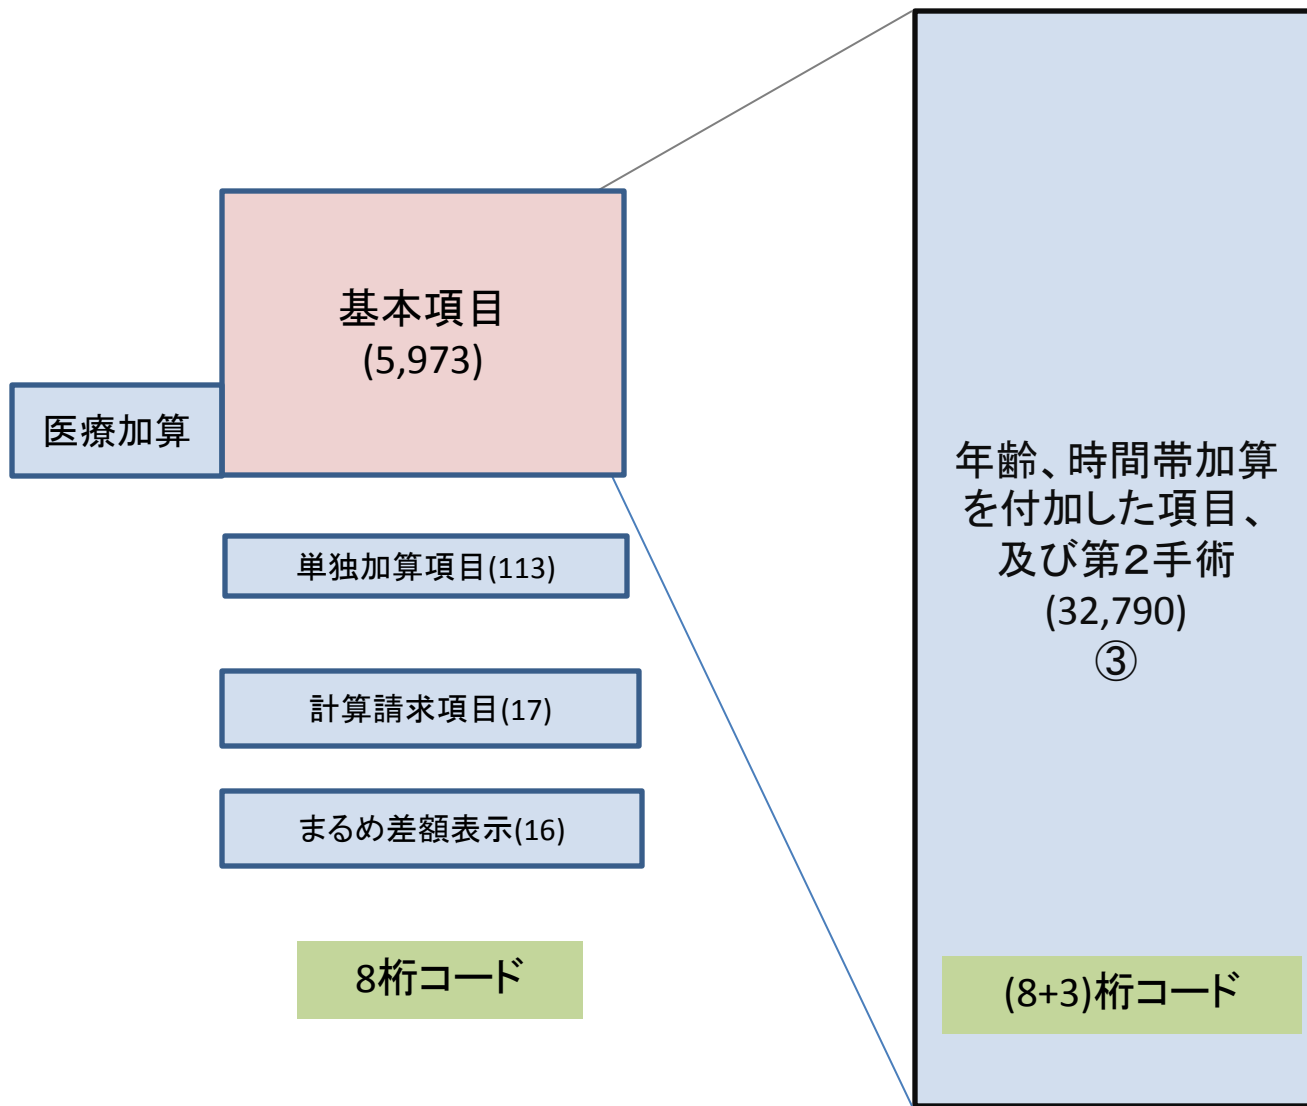 基本項目
(5,973)
医療加算
単独加算項目(113)
計算請求項目(17)
まるめ差額表示(16)
8桁コード
年齢、時間帯加算
を付加した項目、
及び第２手術
(32,790)
③
(8+3)桁コード